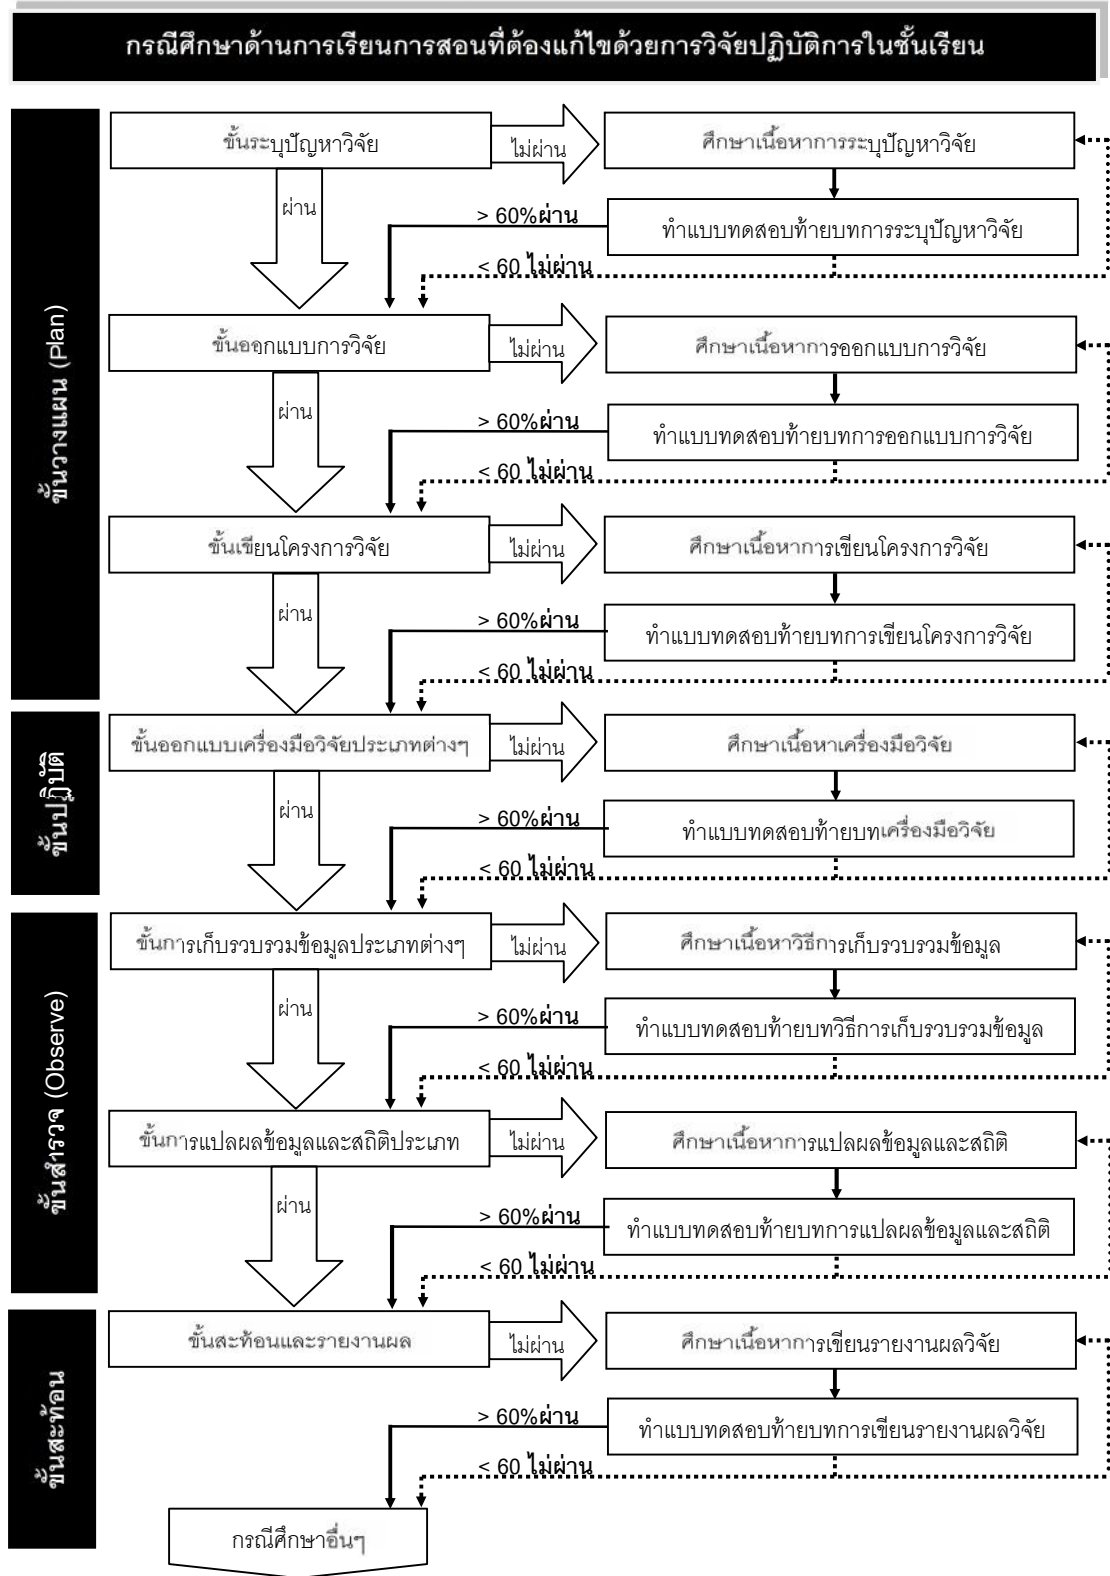 กรณีศึกษาด้านการเรียนการสอนที่ต้องแก้ไขด้วยการวิจัยปฏิบัติการในชั้นเรียน
ขั้นวางแผน (Plan)
ขั้นระบุปัญหาวิจัย
ไม่ผ่าน
ศึกษาเนื้อหาการระบุปัญหาวิจัย
ผ่าน
> 60%ผ่าน
ทำแบบทดสอบท้ายบทการระบุปัญหาวิจัย
< 60 ไม่ผ่าน
ขั้นออกแบบการวิจัย
ไม่ผ่าน
ศึกษาเนื้อหาการออกแบบการวิจัย
ผ่าน
> 60%ผ่าน
ทำแบบทดสอบท้ายบทการออกแบบการวิจัย
< 60 ไม่ผ่าน
ขั้นเขียนโครงการวิจัย
ไม่ผ่าน
ศึกษาเนื้อหาการเขียนโครงการวิจัย
ผ่าน
> 60%ผ่าน
ทำแบบทดสอบท้ายบทการเขียนโครงการวิจัย
< 60 ไม่ผ่าน
ขั้นปฏิบัติ
ขั้นออกแบบเครื่องมือวิจัยประเภทต่างๆ
ไม่ผ่าน
ศึกษาเนื้อหาเครื่องมือวิจัย
ผ่าน
> 60%ผ่าน
ทำแบบทดสอบท้ายบทเครื่องมือวิจัย
< 60 ไม่ผ่าน
ขั้นสำรวจ (Observe)
ขั้นการเก็บรวบรวมข้อมูลประเภทต่างๆ
ไม่ผ่าน
ศึกษาเนื้อหาวิธีการเก็บรวบรวมข้อมูล
ผ่าน
> 60%ผ่าน
ทำแบบทดสอบท้ายบทวิธีการเก็บรวบรวมข้อมูล
< 60 ไม่ผ่าน
ขั้นการแปลผลข้อมูลและสถิติประเภท
ไม่ผ่าน
ศึกษาเนื้อหาการแปลผลข้อมูลและสถิติ
ผ่าน
> 60%ผ่าน
ทำแบบทดสอบท้ายบทการแปลผลข้อมูลและสถิติ
< 60 ไม่ผ่าน
ขั้นสะท้อน
ขั้นสะท้อนและรายงานผล
ไม่ผ่าน
ศึกษาเนื้อหาการเขียนรายงานผลวิจัย
> 60%ผ่าน
ทำแบบทดสอบท้ายบทการเขียนรายงานผลวิจัย
< 60 ไม่ผ่าน
กรณีศึกษาอื่นๆ